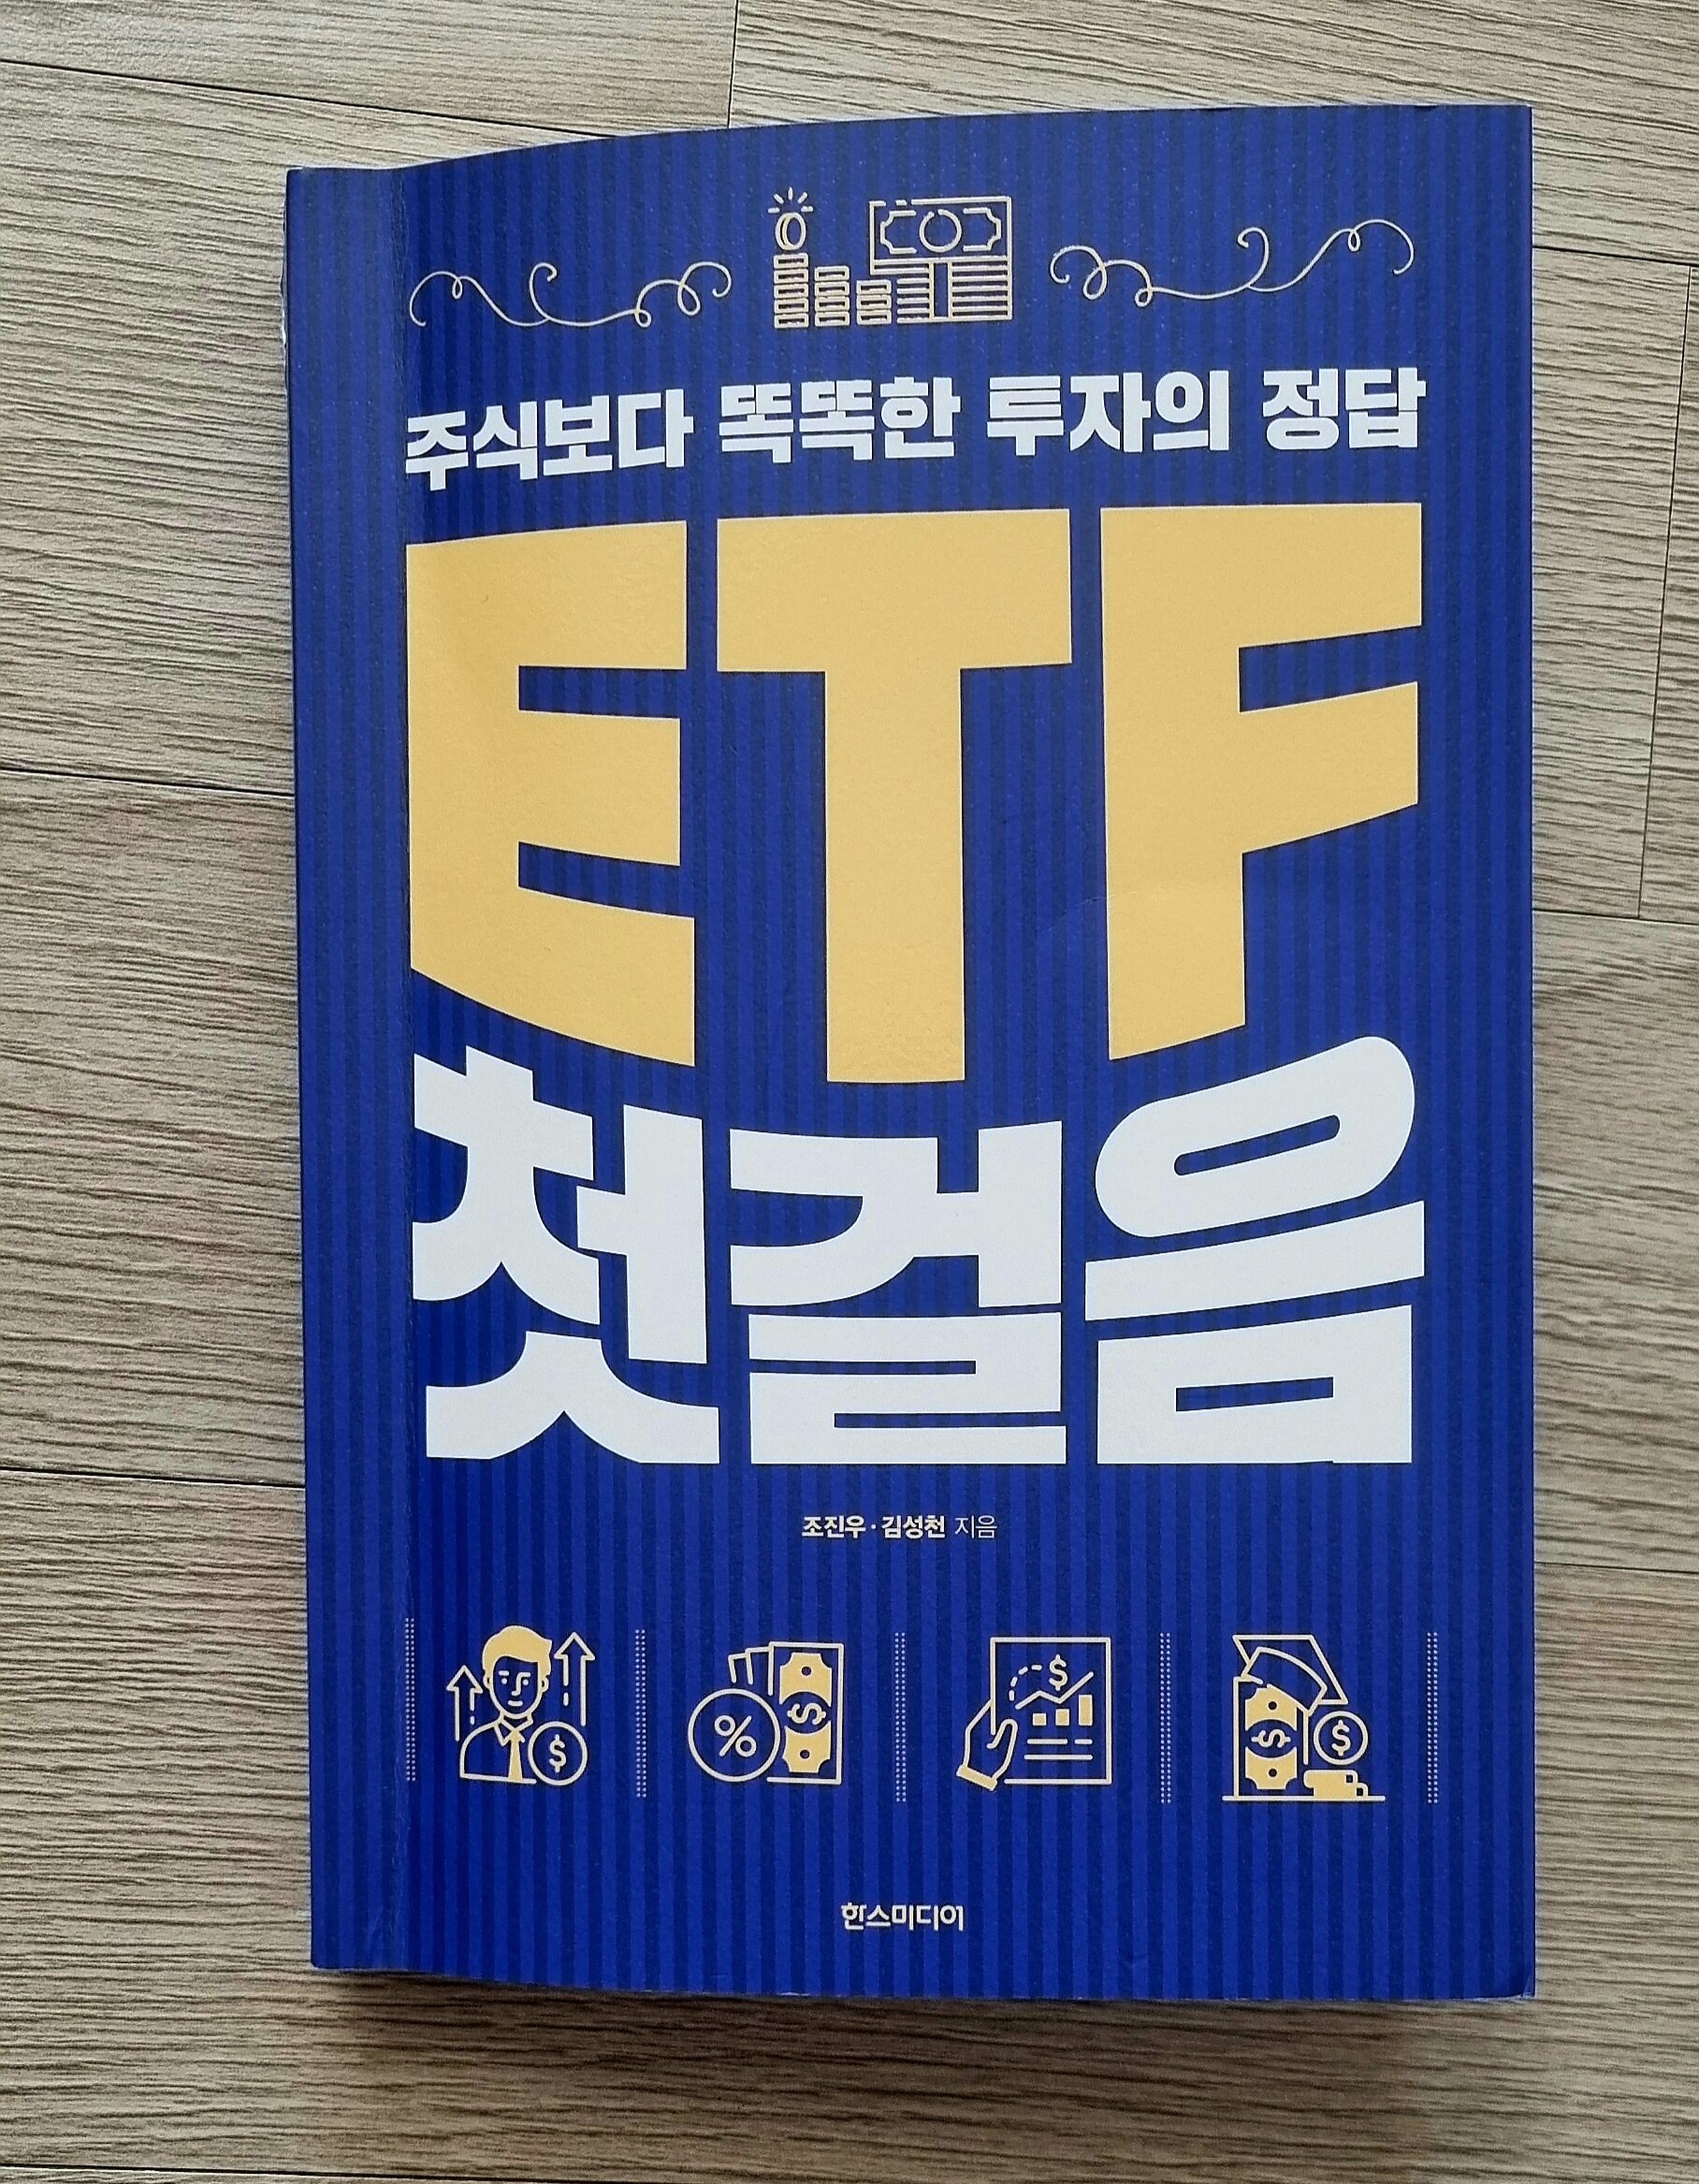 주식보다 똑똑한 투자의 정답
ETF
첫걸음
조진우·김성천 지음
$
%
$
$
$
$
한스미디어